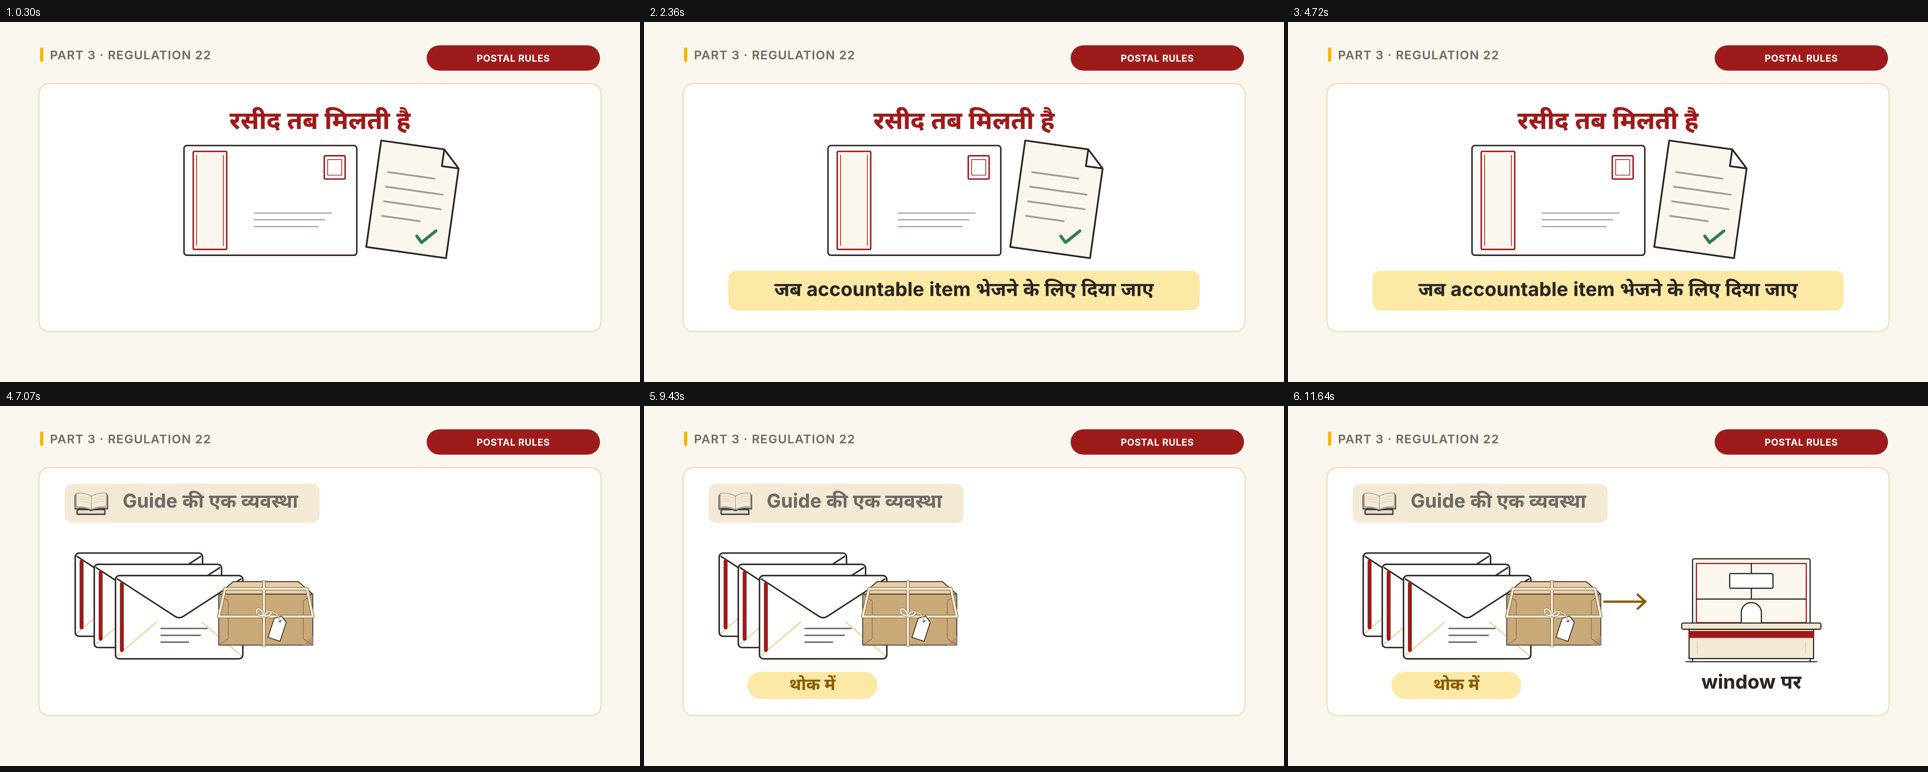 1. 0.30s
PART 3 · REGULATION 22
POSTAL RULES
रसीद तब मिलती है
2. 2.36s
PART 3 · REGULATION 22
POSTAL RULES
रसीद तब मिलती है
जब accountable item भेजने के लिए दिया जाए
3. 4.72s
PART 3 · REGULATION 22
POSTAL RULES
रसीद तब मिलती है
जब accountable item भेजने के लिए दिया जाए
4. 7.07s
PART 3 · REGULATION 22
POSTAL RULES
Guide की एक व्यवस्था
5. 9.43s
PART 3 · REGULATION 22
POSTAL RULES
Guide की एक व्यवस्था
थोक में
6. 11.64s
PART 3 · REGULATION 22
POSTAL RULES
Guide की एक व्यवस्था
थोक में
window पर